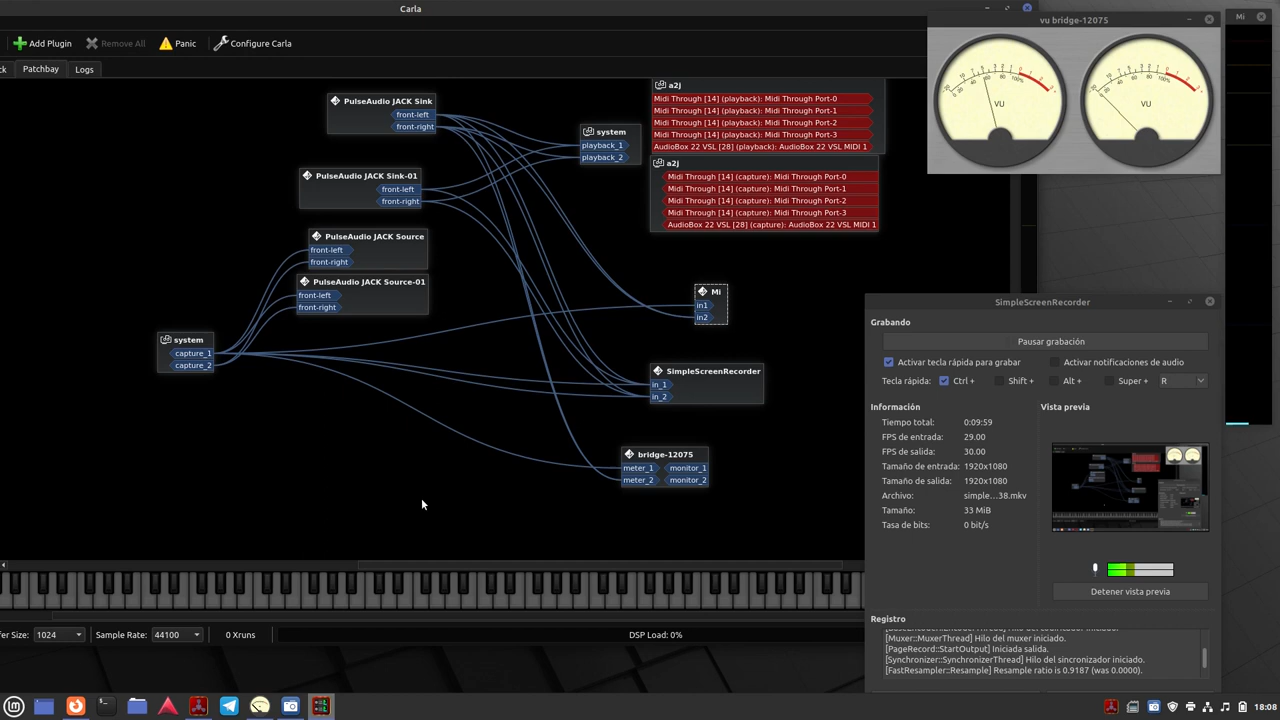 Carla
Add Plugin
Remove All
Panic
Configure Carla
ck
Patchbay
Logs
PulseAudio JACK Sink
front-left
front-right
system
playback_1
playback_2
PulseAudio JACK Sink-01
front-left
front-right
PulseAudio JACK Source
front-left
front-right
PulseAudio JACK Source-01
front-left
front-right
system
capture_1
capture_2
a2j
Midi Through [14] (playback): Midi Through Port-0
Midi Through [14] (playback): Midi Through Port-1
Midi Through [14] (playback): Midi Through Port-2
Midi Through [14] (playback): Midi Through Port-3
AudioBox 22 VSL [28] (playback): AudioBox 22 VSL MIDI 1
a2j
Midi Through [14] (capture): Midi Through Port-0
Midi Through [14] (capture): Midi Through Port-1
Midi Through [14] (capture): Midi Through Port-2
Midi Through [14] (capture): Midi Through Port-3
AudioBox 22 VSL [28] (capture): AudioBox 22 VSL MIDI 1
Mi
in1
in2
SimpleScreenRecorder
in_1
in_2
bridge-12075
meter_1 monitor_1
meter_2 monitor_2
fer Size: 1024 Sample Rate: 44100 0 Xruns DSP Load: 0%
vu bridge-12075
VU
VU
Mi
SimpleScreenRecorder
Grabando
Pausar grabación
Activar tecla rápida para grabar Activar notificaciones de audio
Tecla rápida: Ctrl + Shift + Alt + Super + R
Información
Tiempo total: 0:09:59
FPS de entrada: 29.00
FPS de salida: 30.00
Tamaño de entrada: 1920x1080
Tamaño de salida: 1920x1080
Archivo: simple...38.mkv
Tamaño: 33 MiB
Tasa de bits: 0 bit/s
Vista previa
Detener vista previa
Registro
[Muxer::MuxerThread] Hilo del muxer iniciado.
[PageRecord::StartOutput] Iniciada salida.
[Synchronizer::SynchronizerThread] Hilo del sincronizador iniciado.
[FastResampler::Resample] Resample ratio is 0.9187 (was 0.0000).
18:08